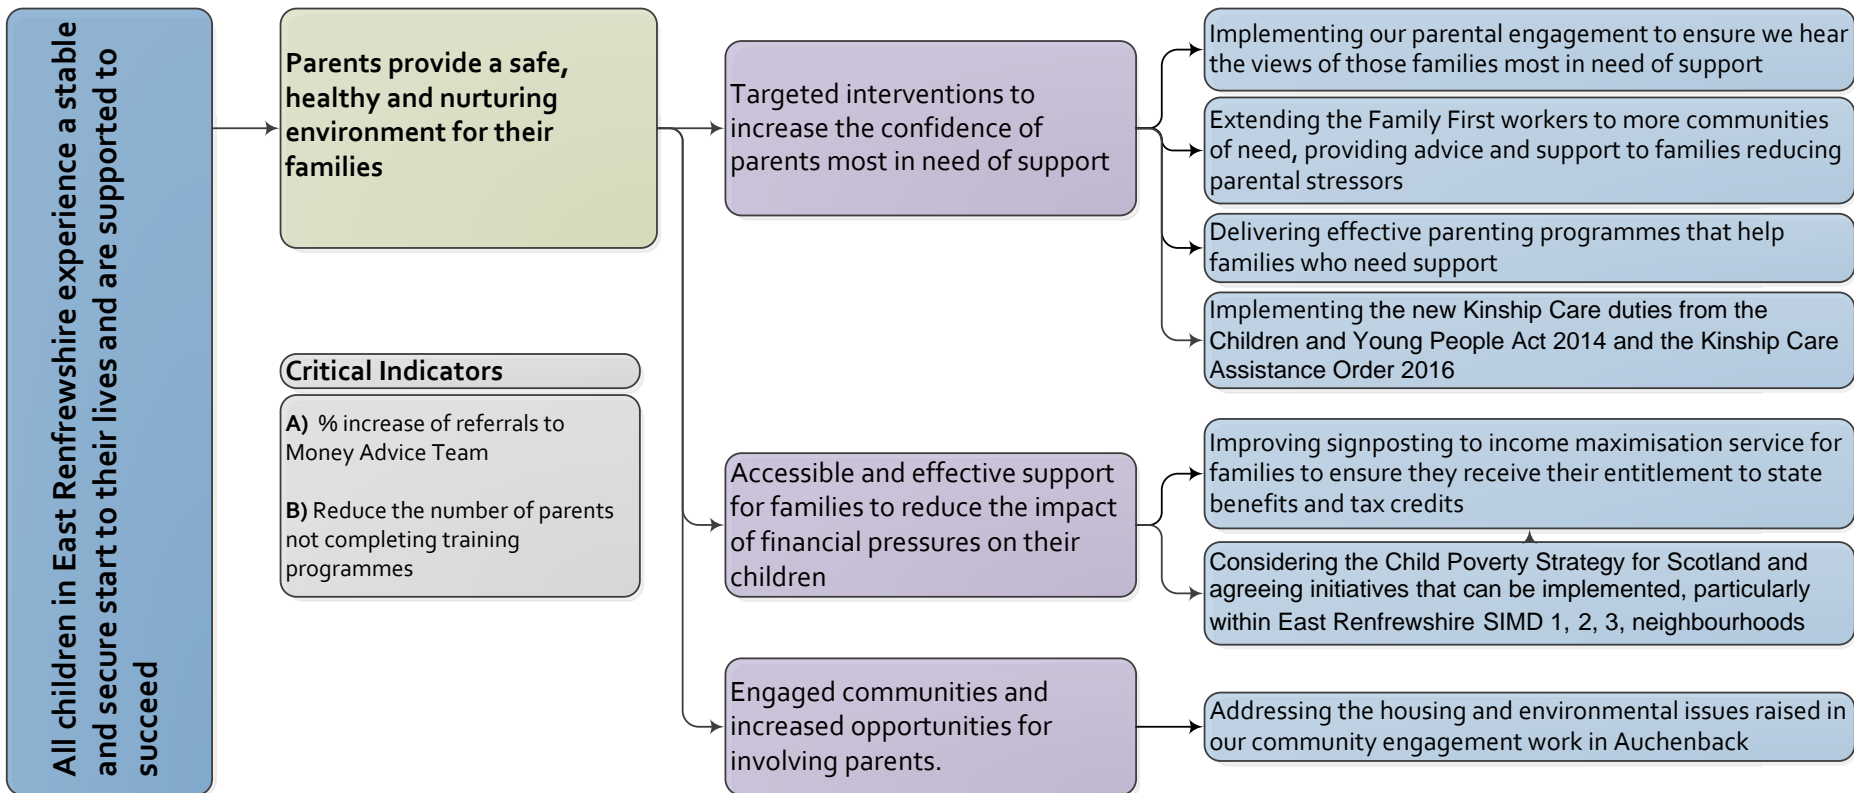 All children in East Renfrewshire experience a stable
and secure start to their lives and are supported to
succeed
Parents provide a safe,
healthy and nurturing
environment for their
families
Critical Indicators
A) % increase of referrals to
Money Advice Team
B) Reduce the number of parents
not completing training
programmes
Targeted interventions to
increase the confidence of
parents most in need of support
Implementing our parental engagement to ensure we hear
the views of those families most in need of support
Extending the Family First workers to more communities
of need, providing advice and support to families reducing
parental stressors
Delivering effective parenting programmes that help
families who need support
Implementing the new Kinship Care duties from the
Children and Young People Act 2014 and the Kinship Care
Assistance Order 2016
Accessible and effective support
for families to reduce the impact
of financial pressures on their
children
Improving signposting to income maximisation service for
families to ensure they receive their entitlement to state
benefits and tax credits
Considering the Child Poverty Strategy for Scotland and
agreeing initiatives that can be implemented, particularly
within East Renfrewshire SIMD 1, 2, 3, neighbourhoods
Engaged communities and
increased opportunities for
involving parents.
Addressing the housing and environmental issues raised in
our community engagement work in Auchenback